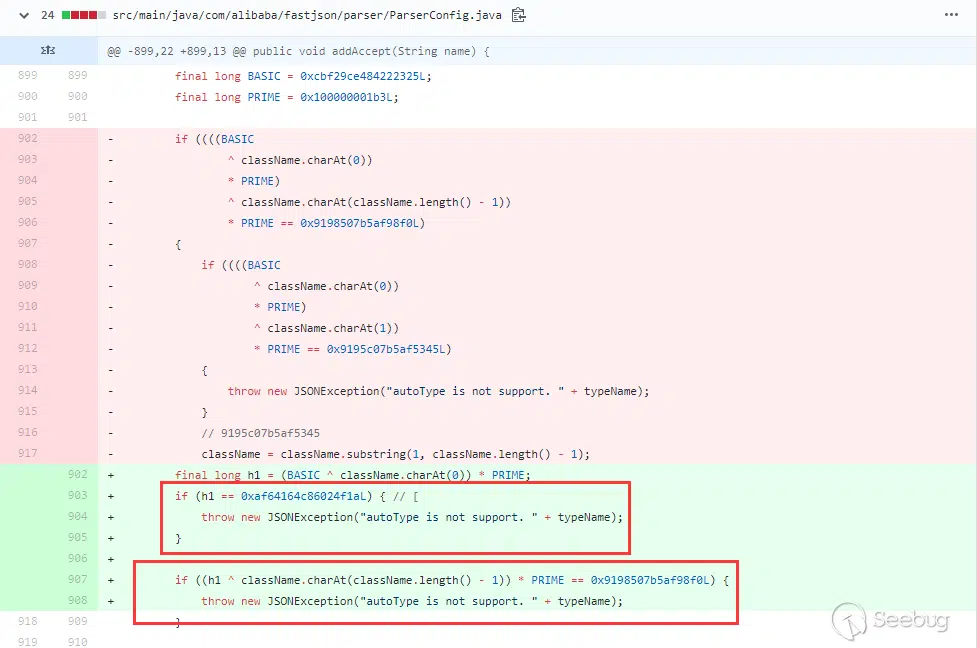 24 src/main/java/com/alibaba/fastjson/parser/ParserConfig.java
@@ -899,22 +899,13 @@ public void addAccept(String name) {
899 899 final long BASIC = 0xcbf29ce484222325L;
900 900 final long PRIME = 0x100000001b3L;
901 901
902 - if ((((BASIC
903 - ^ className.charAt(0))
904 - * PRIME)
905 - ^ className.charAt(className.length() - 1))
906 - * PRIME == 0x9198507b5af98f0L)
907 - {
908 - if ((((BASIC
909 - ^ className.charAt(0))
910 - * PRIME)
911 - ^ className.charAt(1))
912 - * PRIME == 0x9195c07b5af5345L)
913 - {
914 - throw new JSONException("autoType is not support. " + typeName);
915 - }
916 - // 9195c07b5af5345
917 - className = className.substring(1, className.length() - 1);
902 + final long h1 = (BASIC ^ className.charAt(0)) * PRIME;
903 + if (h1 == 0xaf64164c86024f1aL) { // [
904 + throw new JSONException("autoType is not support. " + typeName);
905 + }
906 +
907 + if ((h1 ^ className.charAt(className.length() - 1)) * PRIME == 0x9198507b5af98f0L) {
908 + throw new JSONException("autoType is not support. " + typeName);
918 909 }
919 910
Seebug